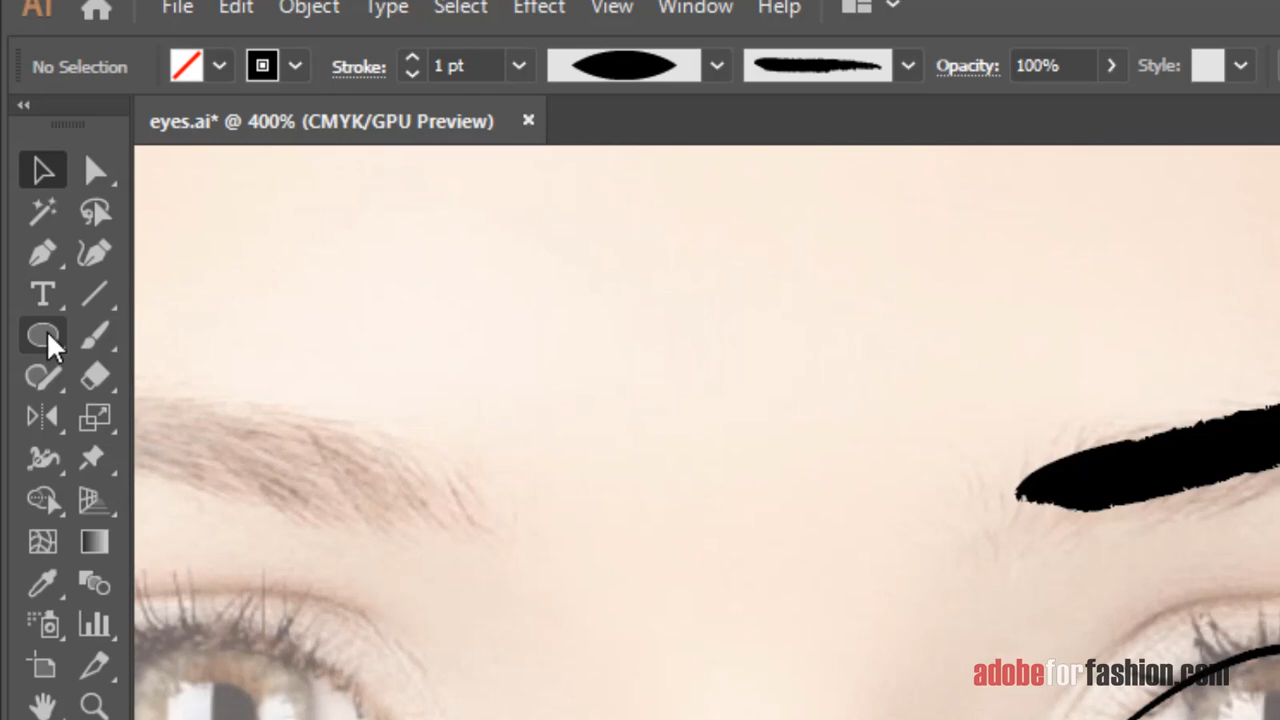 Ai File Edit Object Type Select Effect View Window Help
No Selection Stroke: 1 pt Opacity: 100% Style:
eyes.ai* @ 400% (CMYK/GPU Preview) ×
adobeforfashion.com